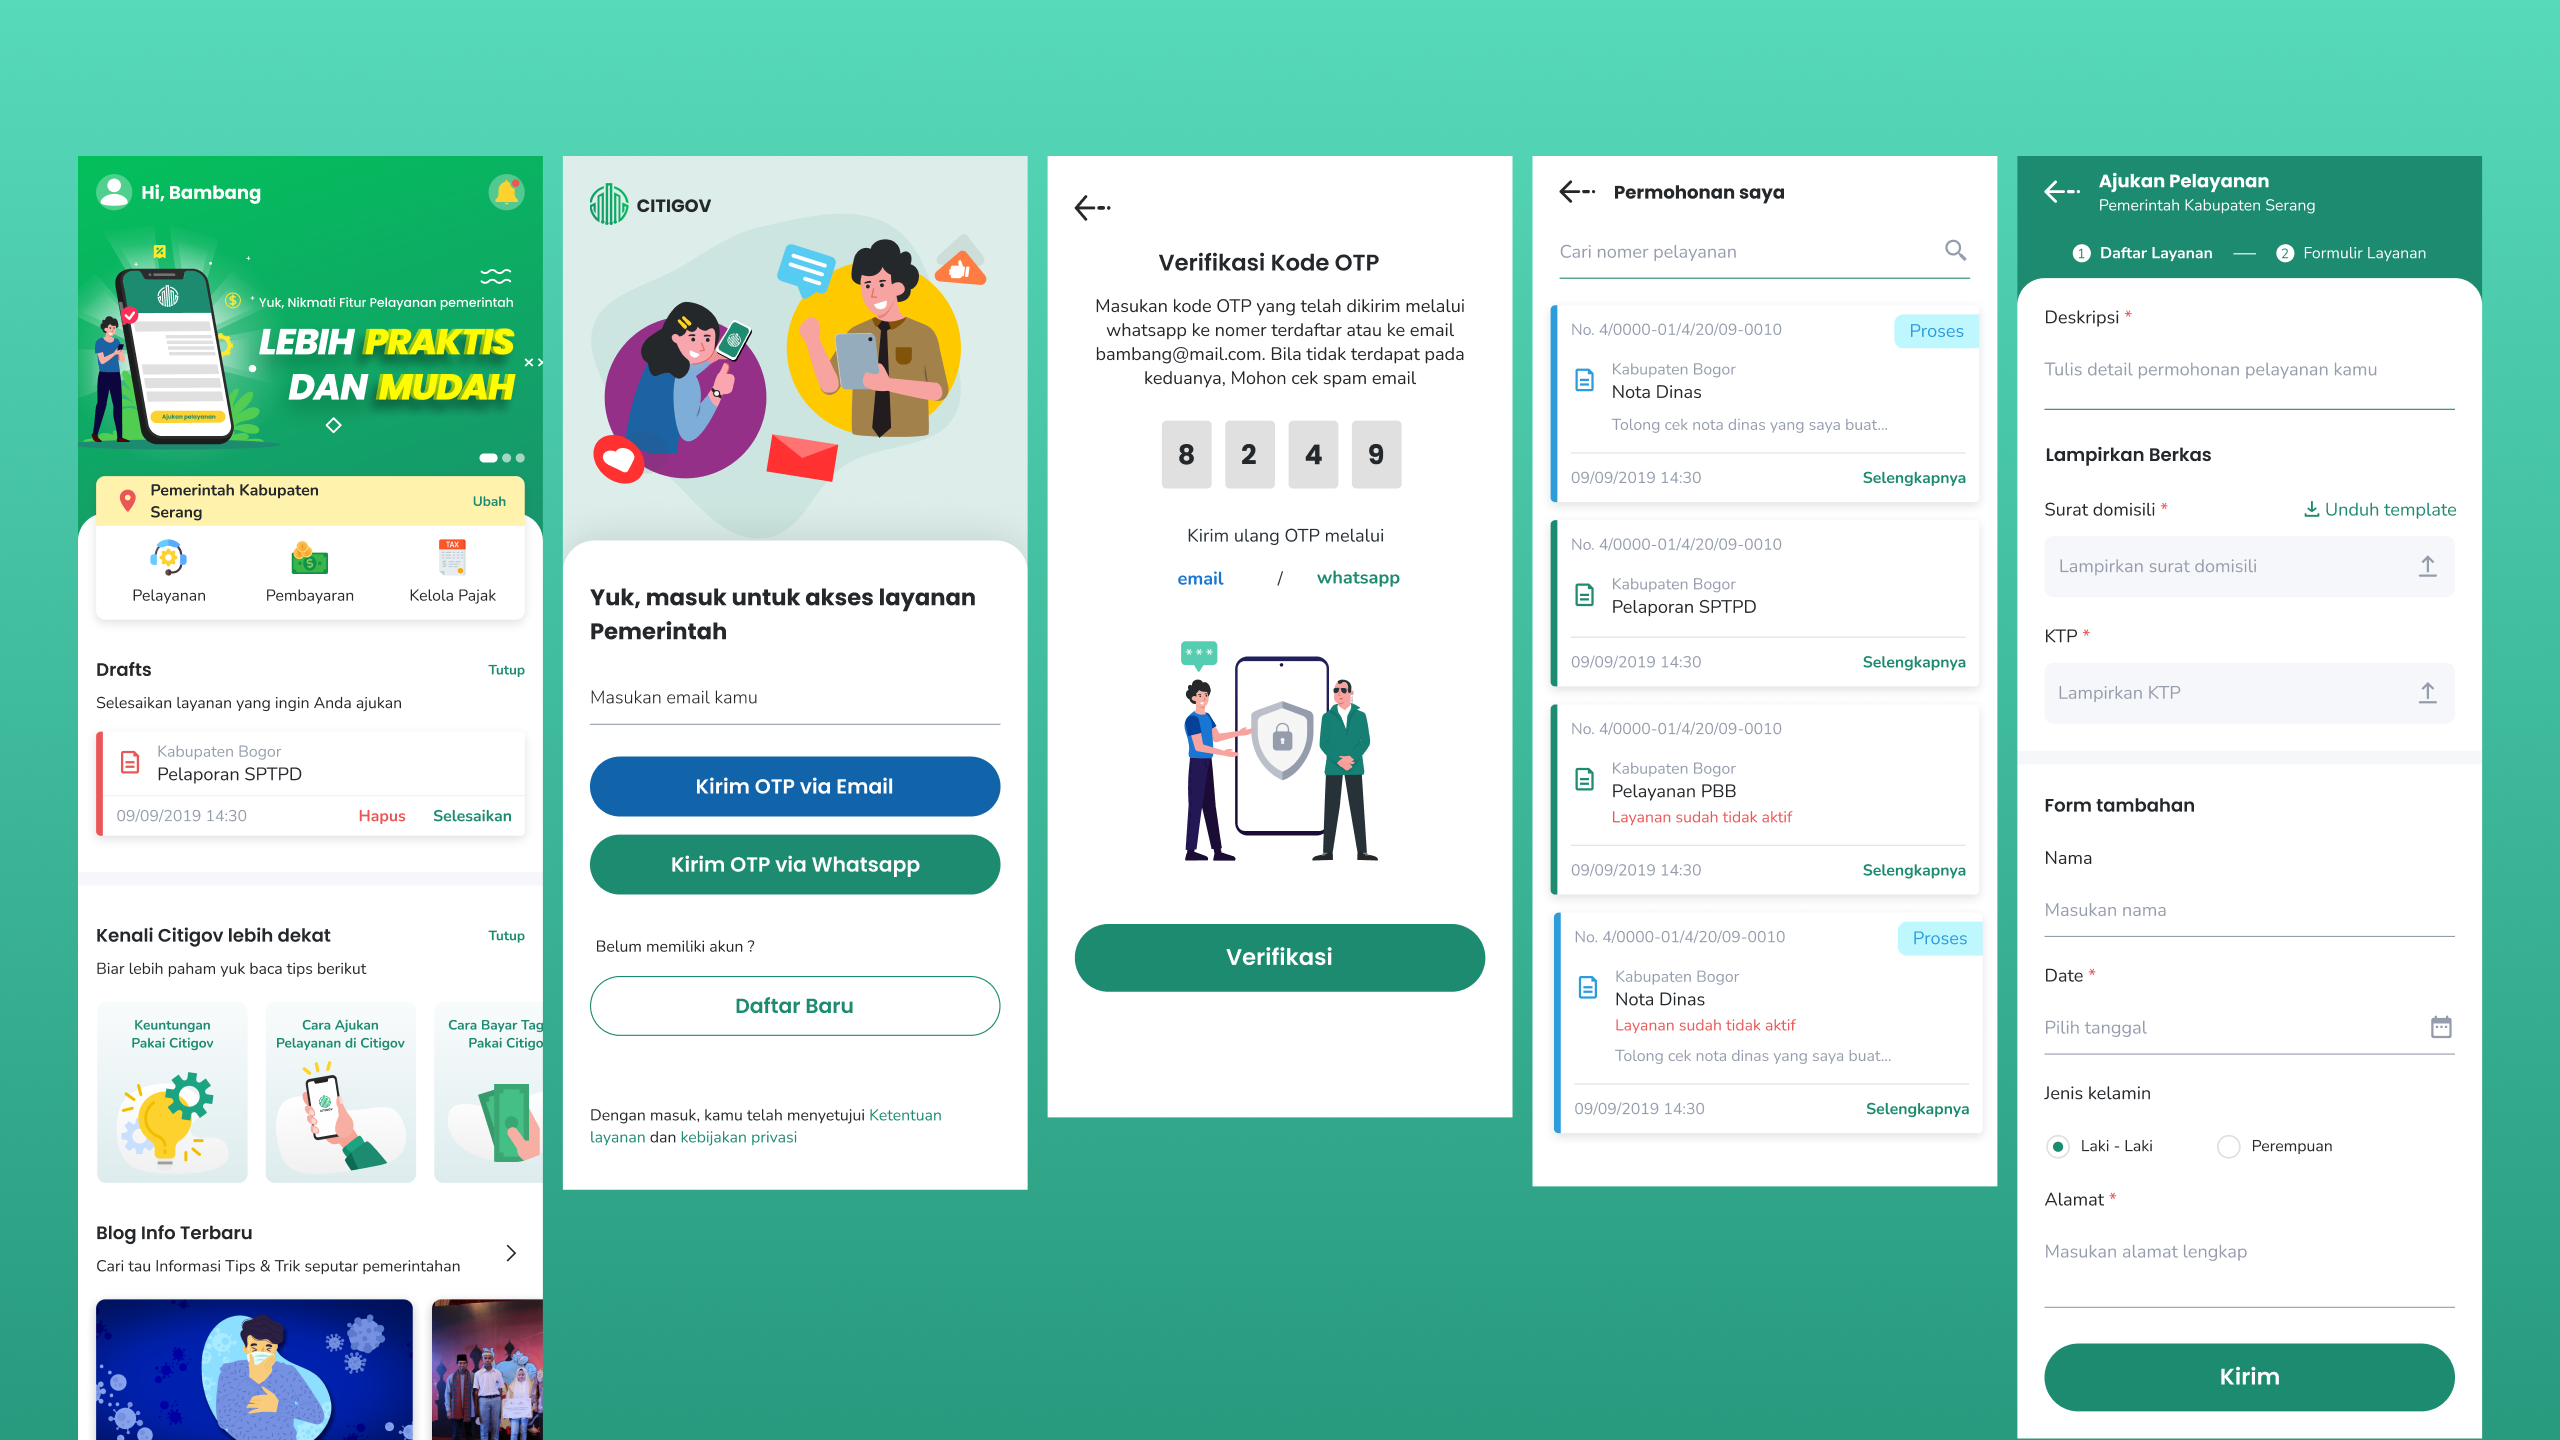 Hi, Bambang
Yuk, Nikmati Fitur Pelayanan pemerintah
LEBIH PRAKTIS
DAN MUDAH
Ajukan pelayanan
Pemerintah Kabupaten
Serang
Ubah
TAX
Pelayanan
Pembayaran
Kelola Pajak
Drafts
Tutup
Selesaikan layanan yang ingin Anda ajukan
Kabupaten Bogor
Pelaporan SPTPD
09/09/2019 14:30
Hapus
Selesaikan
Kenali Citigov lebih dekat
Tutup
Biar lebih paham yuk baca tips berikut
Keuntungan
Pakai Citigov
Cara Ajukan
Pelayanan di Citigov
Cara Bayar Tag
Pakai Citigo
CITIGOV
Blog Info Terbaru
Cari tau Informasi Tips & Trik seputar pemerintahan
CITIGOV
Yuk, masuk untuk akses layanan
Pemerintah
Masukan email kamu
Kirim OTP via Email
Kirim OTP via Whatsapp
Belum memiliki akun ?
Daftar Baru
Dengan masuk, kamu telah menyetujui Ketentuan
layanan dan kebijakan privasi
Verifikasi Kode OTP
Masukan kode OTP yang telah dikirim melalui
whatsapp ke nomer terdaftar atau ke email
bambang@mail.com. Bila tidak terdapat pada
keduanya, Mohon cek spam email
8 2 4 9
Kirim ulang OTP melalui
email / whatsapp
***
Verifikasi
Permohonan saya
Cari nomer pelayanan
No. 4/0000-01/4/20/09-0010
Proses
Kabupaten Bogor
Nota Dinas
Tolong cek nota dinas yang saya buat...
09/09/2019 14:30
Selengkapnya
No. 4/0000-01/4/20/09-0010
Kabupaten Bogor
Pelaporan SPTPD
09/09/2019 14:30
Selengkapnya
No. 4/0000-01/4/20/09-0010
Kabupaten Bogor
Pelayanan PBB
Layanan sudah tidak aktif
09/09/2019 14:30
Selengkapnya
No. 4/0000-01/4/20/09-0010
Proses
Kabupaten Bogor
Nota Dinas
Layanan sudah tidak aktif
Tolong cek nota dinas yang saya buat...
09/09/2019 14:30
Selengkapnya
Ajukan Pelayanan
Pemerintah Kabupaten Serang
1 Daftar Layanan
2 Formulir Layanan
Deskripsi *
Tulis detail permohonan pelayanan kamu
Lampirkan Berkas
Surat domisili *
Unduh template
Lampirkan surat domisili
KTP *
Lampirkan KTP
Form tambahan
Nama
Masukan nama
Date *
Pilih tanggal
Jenis kelamin
Laki - Laki
Perempuan
Alamat *
Masukan alamat lengkap
Kirim